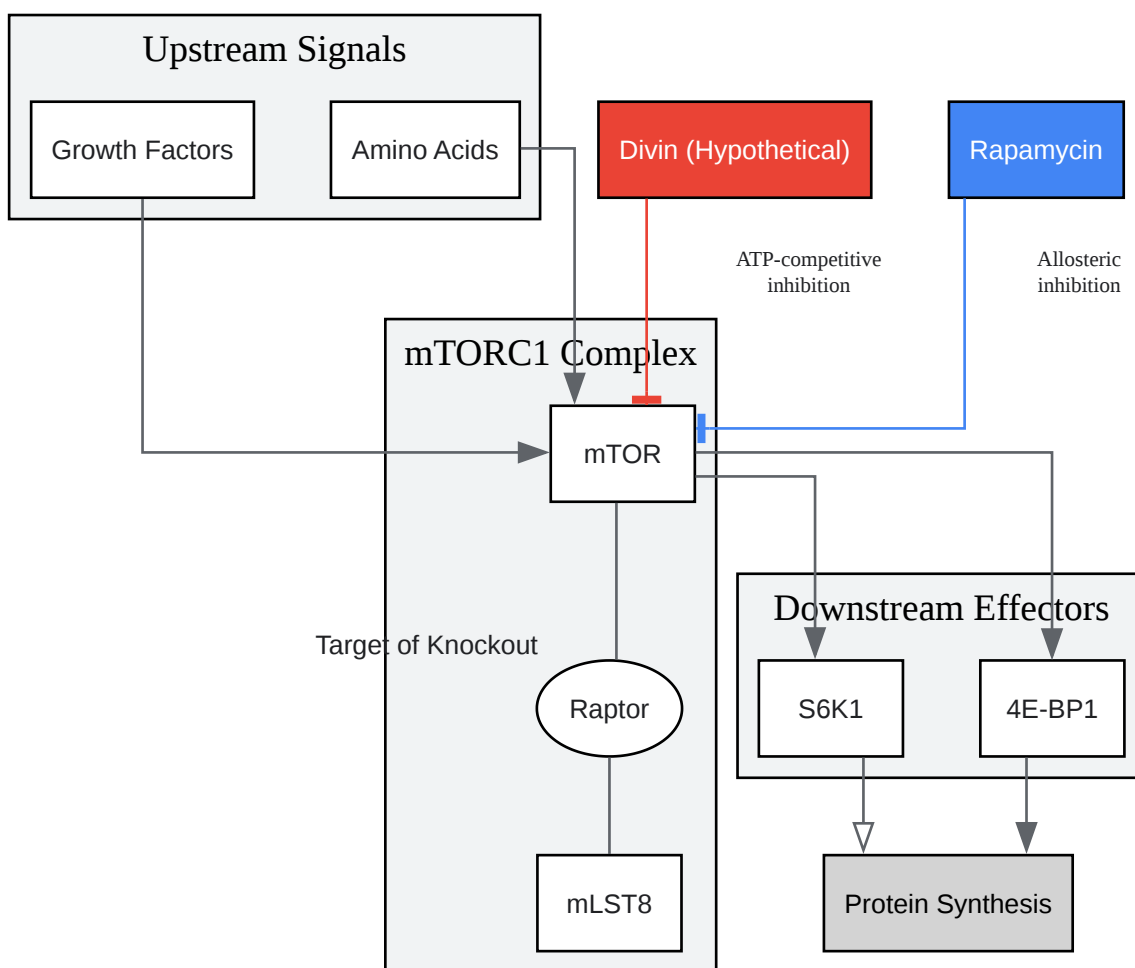 Upstream Signals
Growth Factors
Amino Acids
Divin (Hypothetical)
Rapamycin
ATP-competitive
inhibition
Allosteric
inhibition
mTORC1 Complex
mTOR
Target of Knockout
Raptor
mLST8
Downstream Effectors
S6K1
4E-BP1
Protein Synthesis